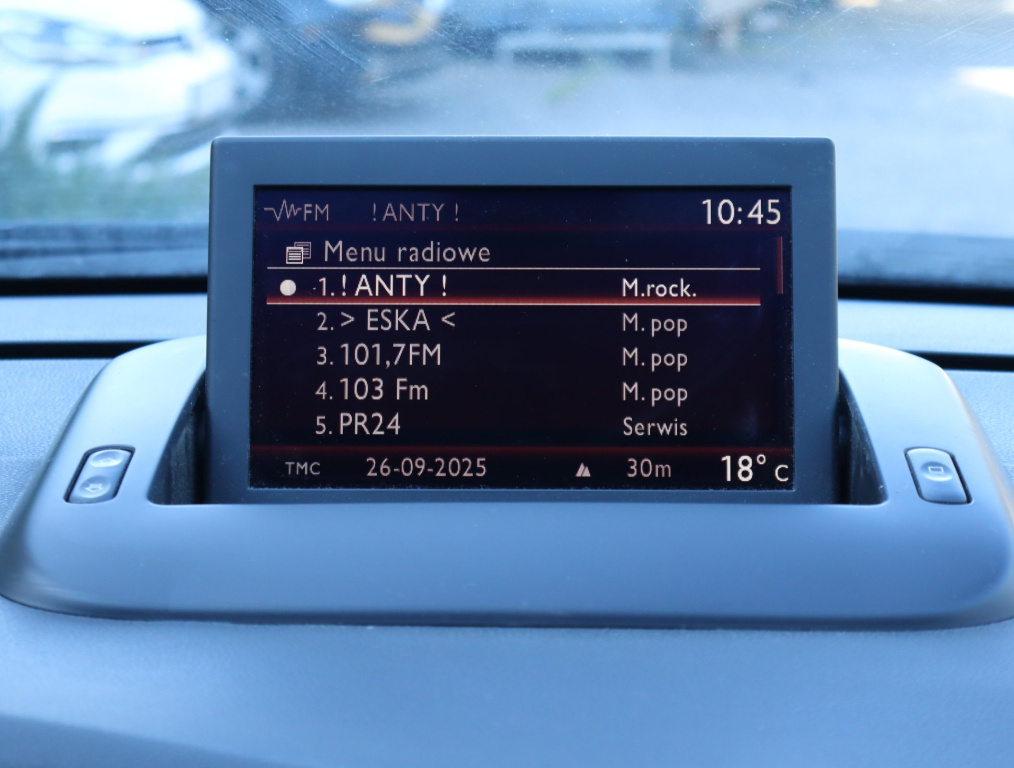 FM !ANTY ! 10:45
Menu radiowe
1. ! ANTY ! M.rock.
2. > ESKA < M. pop
3. 101,7FM M. pop
4. 103 Fm M. pop
5. PR24 Serwis
TMC 26-09-2025 30m 18° C